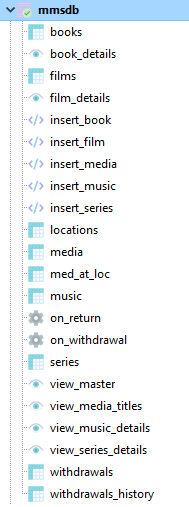 mmsdb
books
book_details
films
film_details
insert_book
insert_film
insert_media
insert_music
insert_series
locations
media
med_at_loc
music
on_return
on_withdrawal
series
view_master
view_media_titles
view_music_details
view_series_details
withdrawals
withdrawals_history